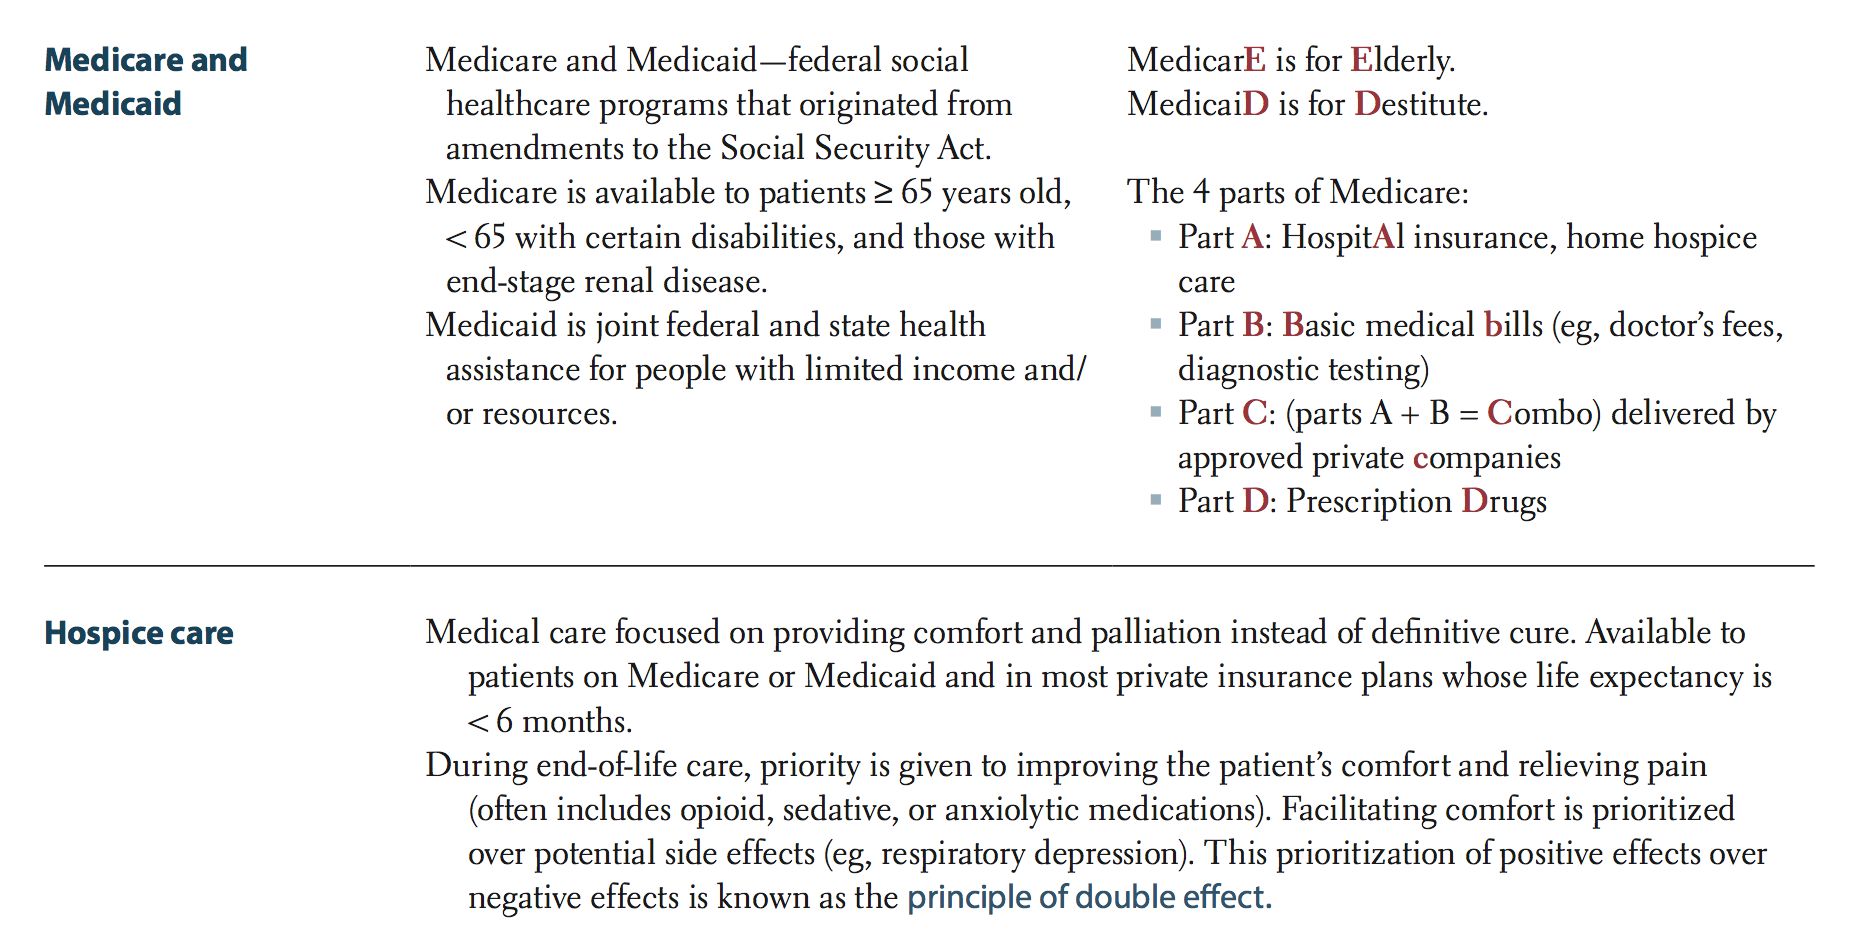 Medicare and
Medicaid
Medicare and Medicaid—federal social
healthcare programs that originated from
amendments to the Social Security Act.
Medicare is available to patients ≥ 65 years old,
< 65 with certain disabilities, and those with
end-stage renal disease.
Medicaid is joint federal and state health
assistance for people with limited income and/
or resources.
MedicarE is for Elderly.
MedicaiD is for Destitute.
The 4 parts of Medicare:
▪ Part A: HospitAl insurance, home hospice
care
▪ Part B: Basic medical bills (eg, doctor’s fees,
diagnostic testing)
▪ Part C: (parts A + B = Combo) delivered by
approved private companies
▪ Part D: Prescription Drugs
Hospice care
Medical care focused on providing comfort and palliation instead of definitive cure. Available to
patients on Medicare or Medicaid and in most private insurance plans whose life expectancy is
< 6 months.
During end-of-life care, priority is given to improving the patient’s comfort and relieving pain
(often includes opioid, sedative, or anxiolytic medications). Facilitating comfort is prioritized
over potential side effects (eg, respiratory depression). This prioritization of positive effects over
negative effects is known as the principle of double effect.